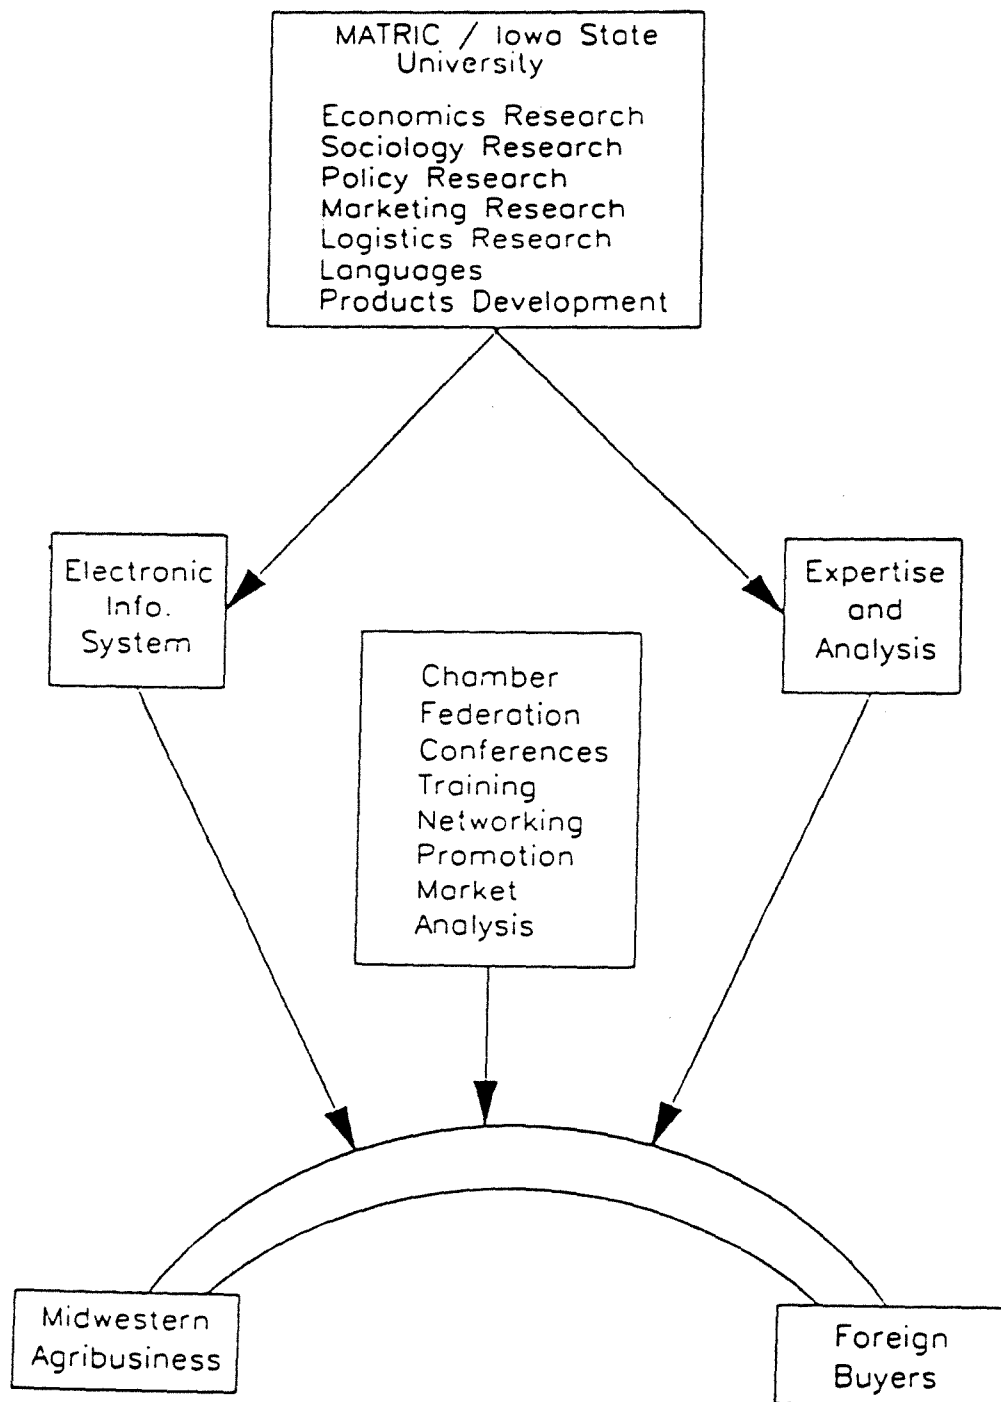 MATRIC / Iowa State
University
Economics Research
Sociology Research
Policy Research
Marketing Research
Logistics Research
Languages
Products Development
Electronic
Info.
System
Expertise
and
Analysis
Chamber
Federation
Conferences
Training
Networking
Promotion
Market
Analysis
Midwestern
Agribusiness
Foreign
Buyers